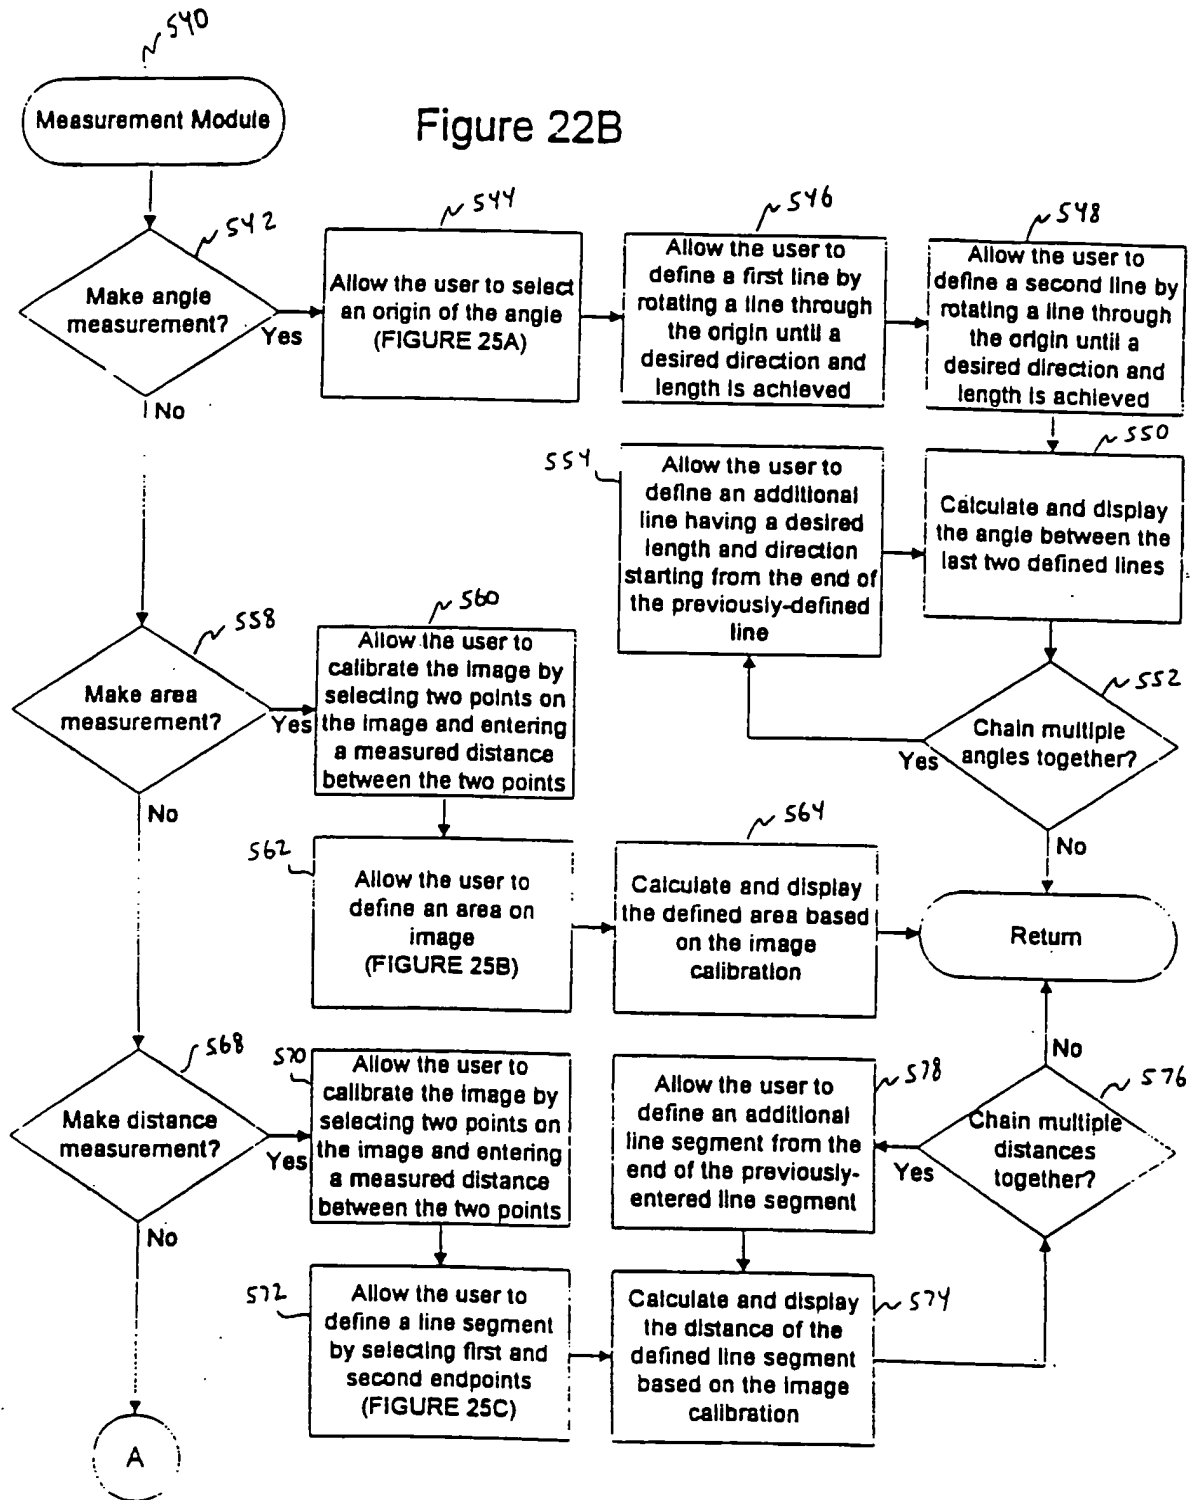 540
Measurement Module
Figure 22B
542
Make angle
measurement?
Yes
No
544
Allow the user to select
an origin of the angle
(FIGURE 25A)
546
Allow the user to
define a first line by
rotating a line through
the origin until a
desired direction and
length is achieved
548
Allow the user to
define a second line by
rotating a line through
the origin until a
desired direction and
length is achieved
550
Calculate and display
the angle between the
last two defined lines
554
Allow the user to
define an additional
line having a desired
length and direction
starting from the end of
the previously-defined
line
552
Chain multiple
angles together?
Yes
No
558
Make area
measurement?
Yes
No
560
Allow the user to
calibrate the image by
selecting two points on
the image and entering
a measured distance
between the two points
562
Allow the user to
define an area on
image
(FIGURE 25B)
564
Calculate and display
the defined area based
on the image
calibration
Return
568
Make distance
measurement?
Yes
No
570
Allow the user to
calibrate the image by
selecting two points on
the image and entering
a measured distance
between the two points
578
Allow the user to
define an additional
line segment from the
end of the previously-
entered line segment
576
Chain multiple
distances
together?
Yes
No
572
Allow the user to
define a line segment
by selecting first and
second endpoints
(FIGURE 25C)
574
Calculate and display
the distance of the
defined line segment
based on the image
calibration
A